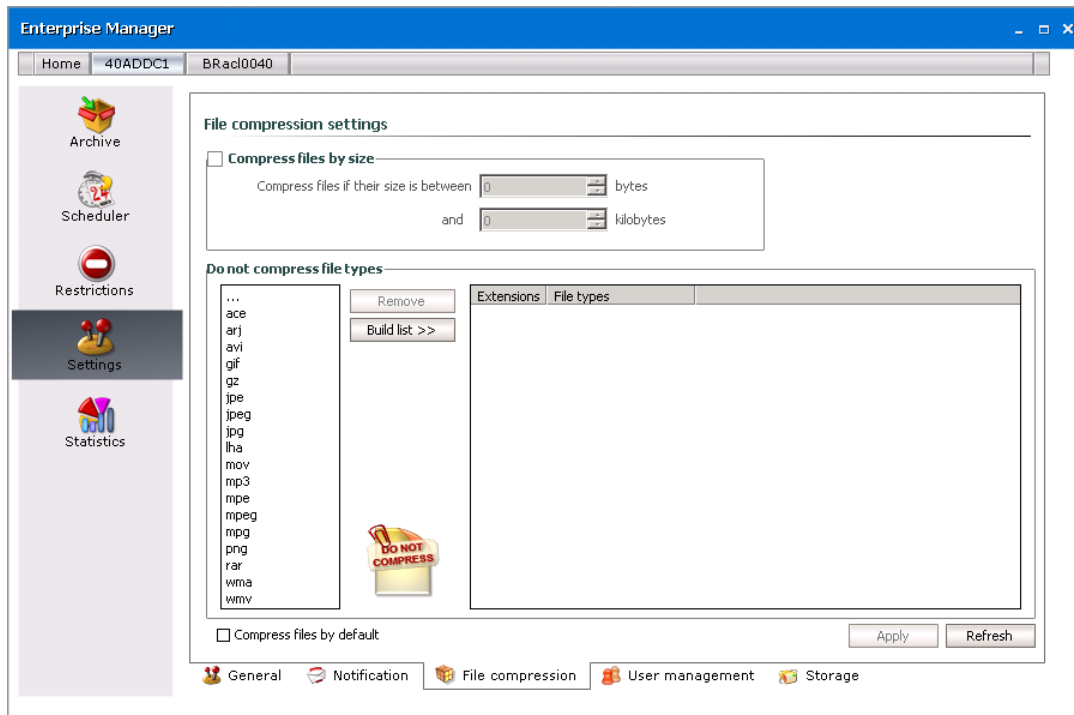 Enterprise Manager
Home 40ADDC1 BRacl0040
Archive
Scheduler
Restrictions
Settings
Statistics
File compression settings
Compress files by size
Compress files if their size is between 0 bytes
and 0 kilobytes
Do not compress file types
...
ace
arj
avi
gif
gz
jpe
jpeg
jpg
lha
mov
mp3
mpe
mpeg
mpg
png
rar
wma
wmv
Remove
Build list >>
DO NOT
COMPRESS
Extensions File types
Compress files by default
Apply Refresh
General Notification File compression User management Storage